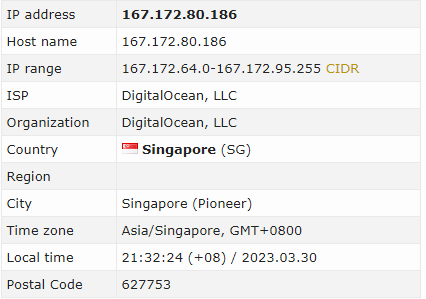 IP address 167.172.80.186
Host name 167.172.80.186
IP range 167.172.64.0-167.172.95.255 CIDR
ISP DigitalOcean, LLC
Organization DigitalOcean, LLC
Country Singapore (SG)
Region
City Singapore (Pioneer)
Time zone Asia/Singapore, GMT+0800
Local time 21:32:24 (+08) / 2023.03.30
Postal Code 627753